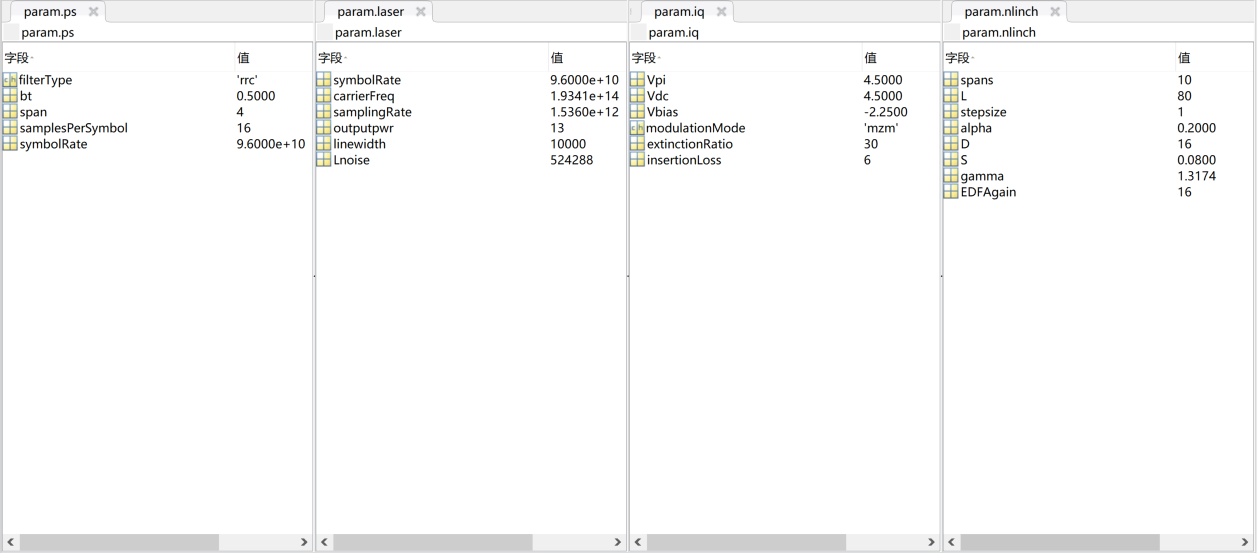 param.ps
param.ps
字段 值
filterType 'rrc'
bt 0.5000
span 4
samplesPerSymbol 16
symbolRate 9.6000e+10
param.laser
param.laser
字段 值
symbolRate 9.6000e+10
carrierFreq 1.9341e+14
samplingRate 1.5360e+12
outputpwr 13
linewidth 10000
Lnoise 524288
param.iq
param.iq
字段 值
Vpi 4.5000
Vdc 4.5000
Vbias -2.2500
modulationMode 'mzm'
extinctionRatio 30
insertionLoss 6
param.nlinch
param.nlinch
字段 值
spans 10
L 80
stepsize 1
alpha 0.2000
D 16
S 0.0800
gamma 1.3174
EDFAgain 16